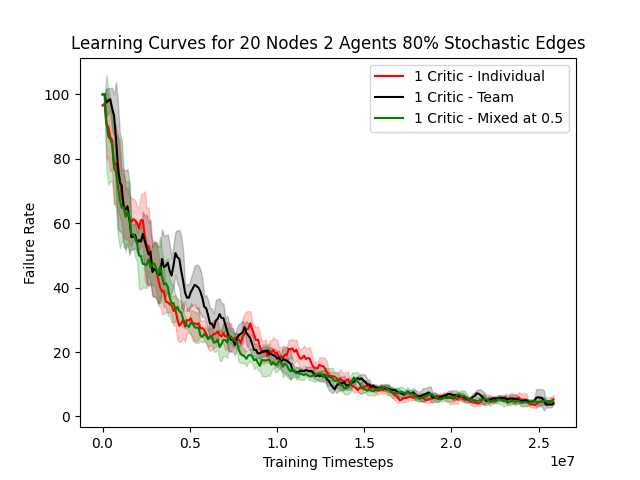 Learning Curves for 20 Nodes 2 Agents 80% Stochastic Edges
1 Critic - Individual
1 Critic - Team
1 Critic - Mixed at 0.5
Failure Rate
100
80
60
40
20
0
0.0 0.5 1.0 1.5 2.0 2.5
1e7
Training Timesteps